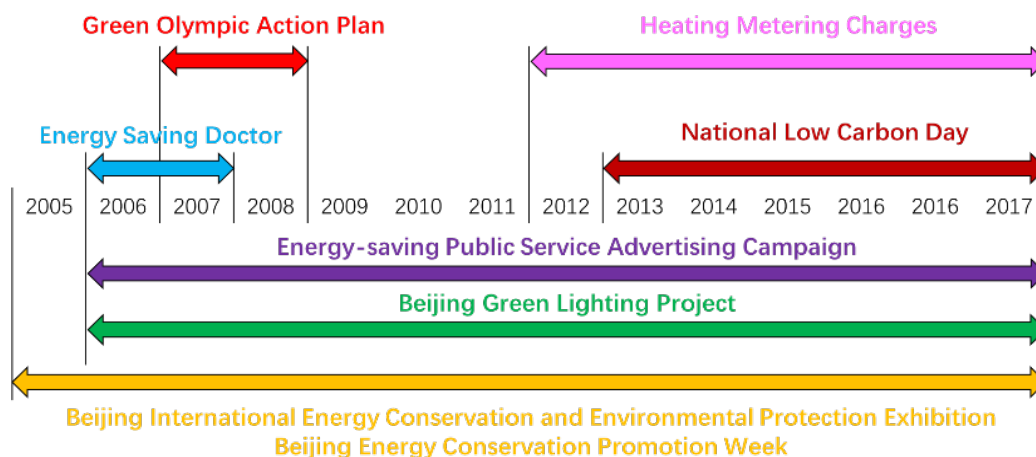 Green Olympic Action Plan
Heating Metering Charges
Energy Saving Doctor
National Low Carbon Day
2005 2006 2007 2008 2009 2010 2011 2012 2013 2014 2015 2016 2016 2017
Energy-saving Public Service Advertising Campaign
Beijing Green Lighting Project
Beijing International Energy Conservation and Environmental Protection Exhibition
Beijing Energy Conservation Promotion Week